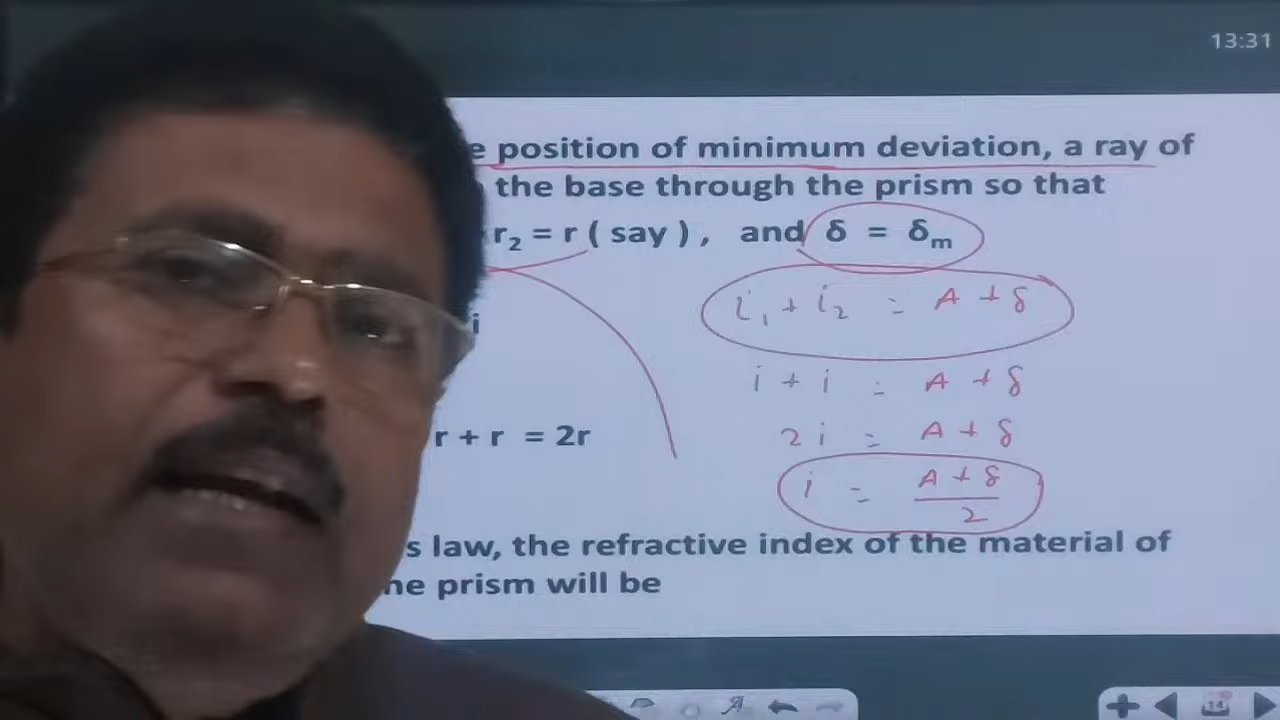 13:31
e position of minimum deviation, a ray of
the base through the prism so that
r₂ = r ( say ) , and δ = δₘ
i₁ + i₂ = A + δ
i
i + i = A + δ
r + r = 2r
2i = A + δ
i = A + δ / 2
s law, the refractive index of the material of
he prism will be
14